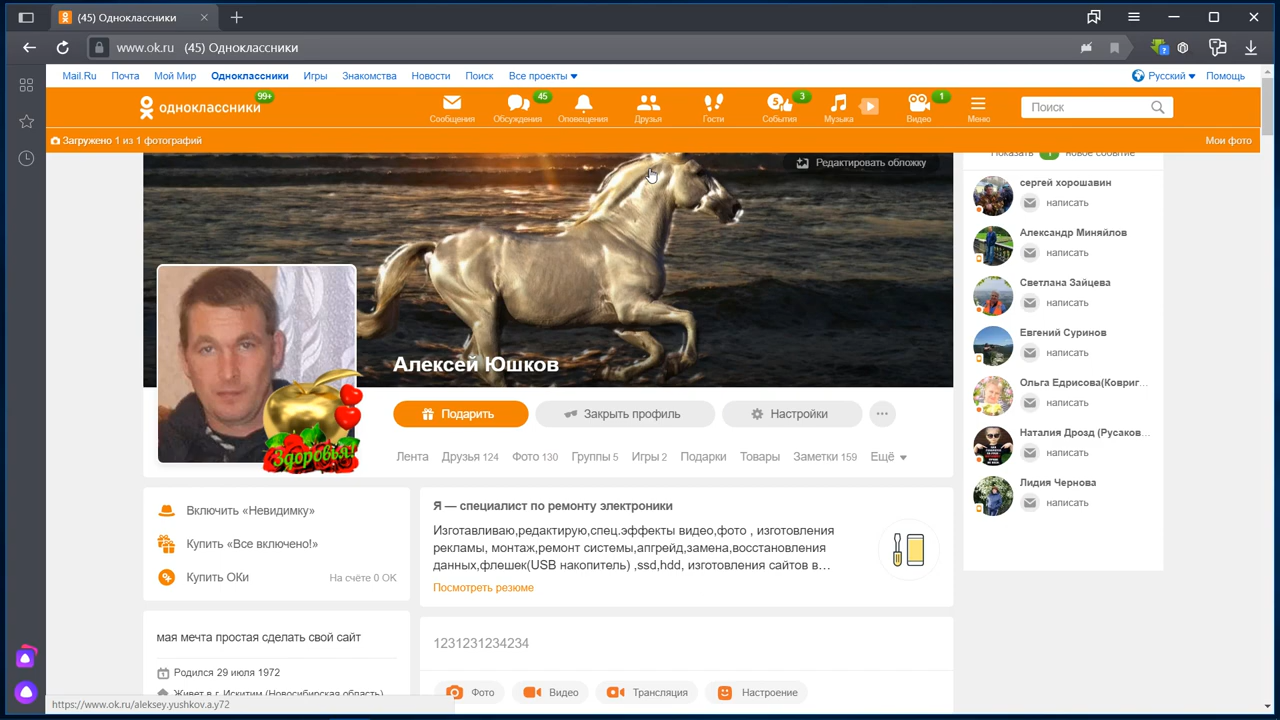 (45) Одноклассники
www.ok.ru (45) Одноклассники
Mail.Ru Почта Мой Мир Одноклассники Игры Знакомства Новости Поиск Все проекты Русский Помощь
одноклассники 99+
45 5 3 1
Сообщения Обсуждения Оповещения Друзья Гости События Музыка Видео Меню Поиск
Загружено 1 из 1 фотографий Мои фото
Редактировать обложку
Показать 1 новое событие
сергей хорошавин
написать
Александр Миняйлов
написать
Светлана Зайцева
написать
Евгений Суринов
написать
Ольга Едрисова(Ковриг...
написать
Наталия Дрозд (Русаков...
написать
Лидия Чернова
написать
Алексей Юшков
Здоровья!
Подарить Закрыть профиль Настройки
Лента Друзья 124 Фото 130 Группы 5 Игры 2 Подарки Товары Заметки 159 Ещё
Включить «Невидимку»
Купить «Все включено!»
Купить ОКи На счёте 0 ОК
Я — специалист по ремонту электроники
Изготавливаю,редактирую,спец.эффекты видео,фото , изготовления
рекламы, монтаж,ремонт системы,апгрейд,замена,восстановления
данных,флешек(USB накопитель) ,ssd,hdd, изготовления сайтов в…
Посмотреть резюме
мая мечта простая сделать свой сайт
Родился 29 июля 1972
Живет в г. Искитим (Новосибирская область)
1231231234234
Фото Видео Трансляция Настроение
https://www.ok.ru/aleksey.yushkov.a.y72